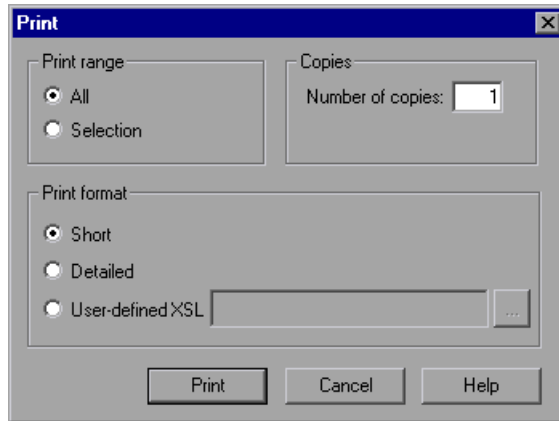 Print
Print range
All
Selection
Copies
Number of copies: 1
Print format
Short
Detailed
User-defined XSL ...
Print Cancel Help